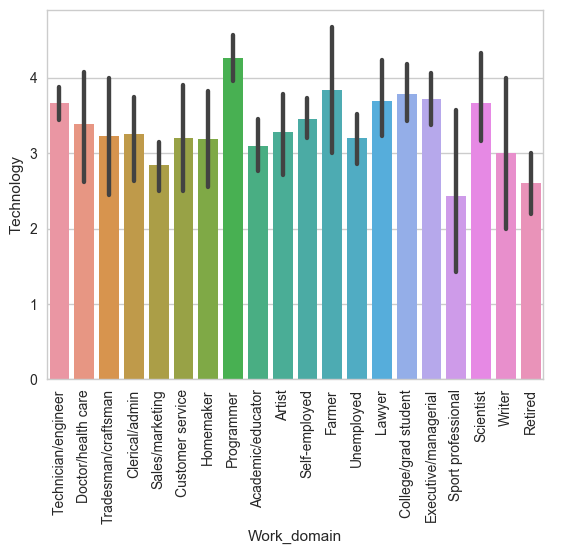 4
3
2
1
0
Technology
Technician/engineer
Doctor/health care
Tradesman/craftsman
Clerical/admin
Sales/marketing
Customer service
Homemaker
Programmer
Academic/educator
Artist
Self-employed
Farmer
Unemployed
Lawyer
College/grad student
Executive/managerial
Sport professional
Scientist
Writer
Retired
Work_domain